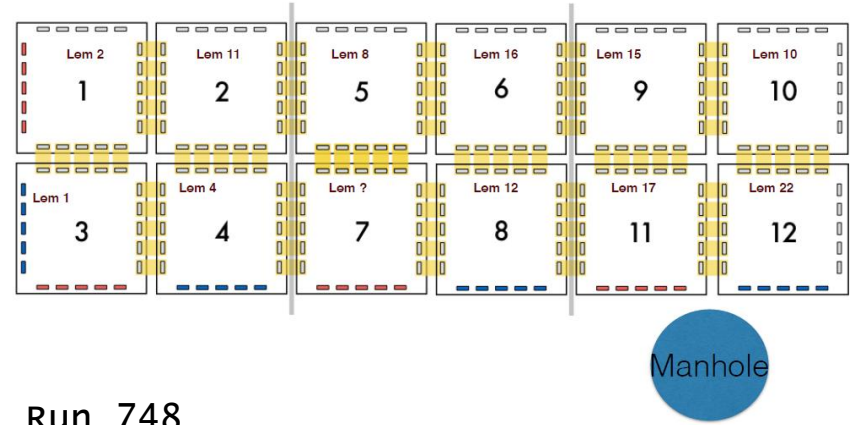 Lem 2 Lem 11 Lem 8 Lem 16 Lem 15 Lem 10
1 2 5 6 9 10
Lem 1 Lem 4 Lem ? Lem 12 Lem 17 Lem 22
3 4 7 8 11 12
Manhole
Run 748